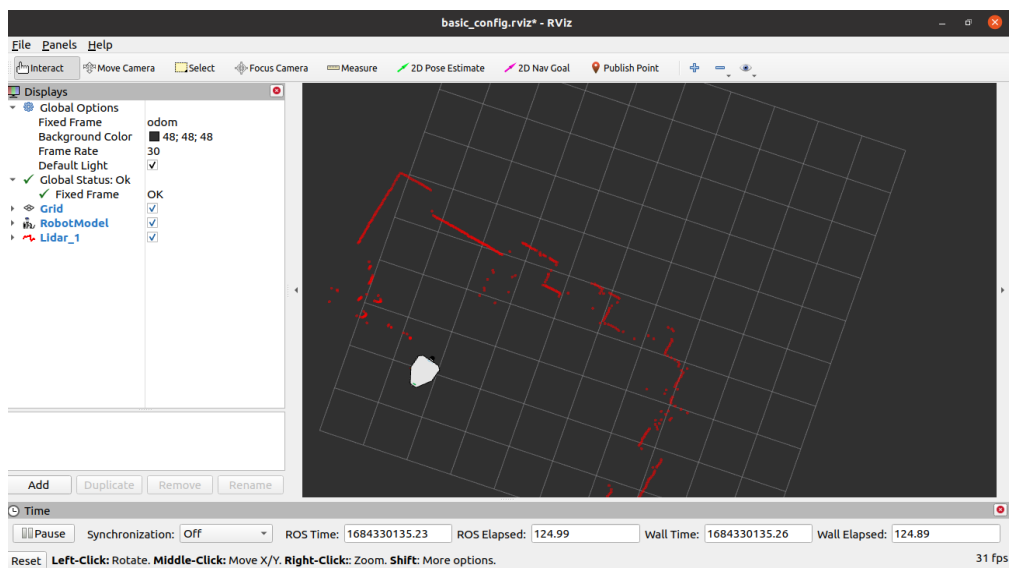 basic_config.rviz* - RViz
File Panels Help
Interact Move Camera Select Focus Camera Measure 2D Pose Estimate 2D Nav Goal Publish Point
Displays
Global Options
Fixed Frame odom
Background Color 48; 48; 48
Frame Rate 30
Default Light
Global Status: Ok
Fixed Frame OK
Grid
RobotModel
Lidar_1
Add Duplicate Remove Rename
Time
Pause Synchronization: Off ROS Time: 1684330135.23 ROS Elapsed: 124.99 Wall Time: 1684330135.26 Wall Elapsed: 124.89
Reset Left-Click: Rotate. Middle-Click: Move X/Y. Right-Click:: Zoom. Shift: More options. 31 fps